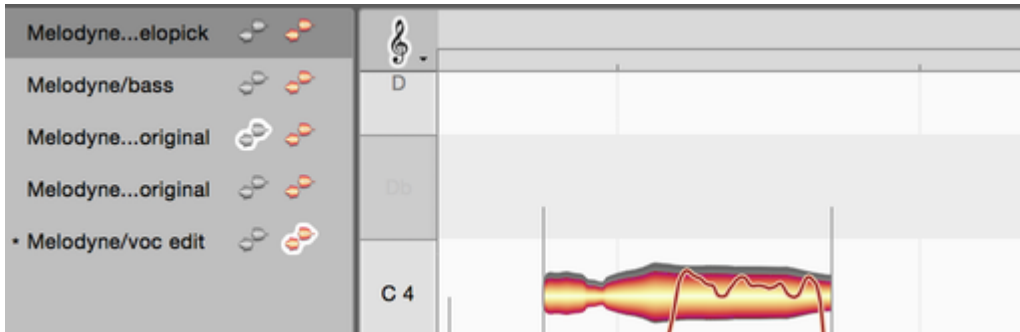 Melodyne...elopick
Melodyne/bass
Melodyne...original
Melodyne...original
* Melodyne/voc edit
D
Db
C 4